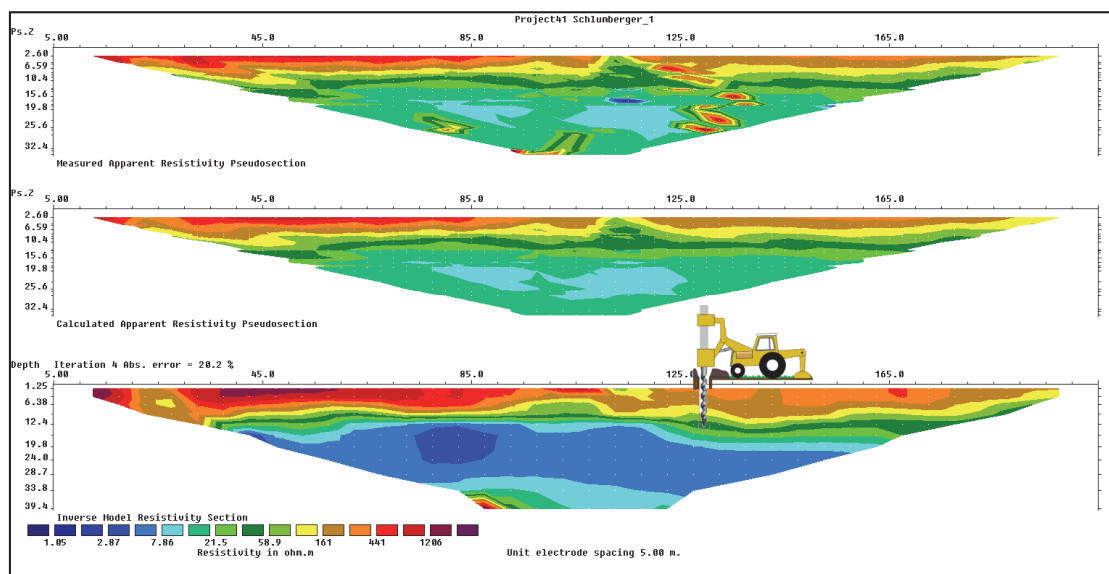 Project41 Schlumberger_1
Ps.Z
5.00 45.0 85.0 125.0 165.0
2.60
6.59
10.4
15.6
19.8
25.6
32.4
Measured Apparent Resistivity Pseudosection
Ps.Z
5.00 45.0 85.0 125.0 165.0
2.60
6.59
10.4
15.6
19.8
25.6
32.4
Calculated Apparent Resistivity Pseudosection
Depth Iteration 4 Abs. error = 20.2 %
5.00 45.0 85.0 125.0 165.0
1.25
6.38
12.4
19.8
24.0
28.7
39.4
Inverse Model Resistivity Section
1.05 2.87 7.86 21.5 58.9 161 441 1206
Resistivity in ohm.m Unit electrode spacing 5.00 m.